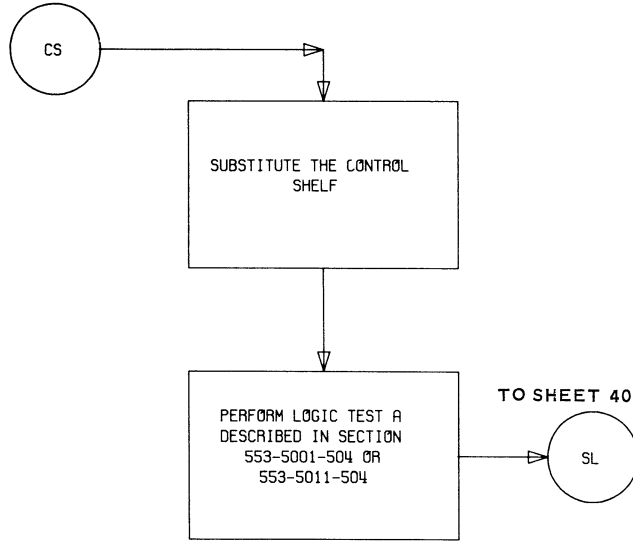 CS
SUBSTITUTE THE CONTROL
SHELF
PERFORM LOGIC TEST A
DESCRIBED IN SECTION
553-5001-504 OR
553-5011-504
TO SHEET 40
SL